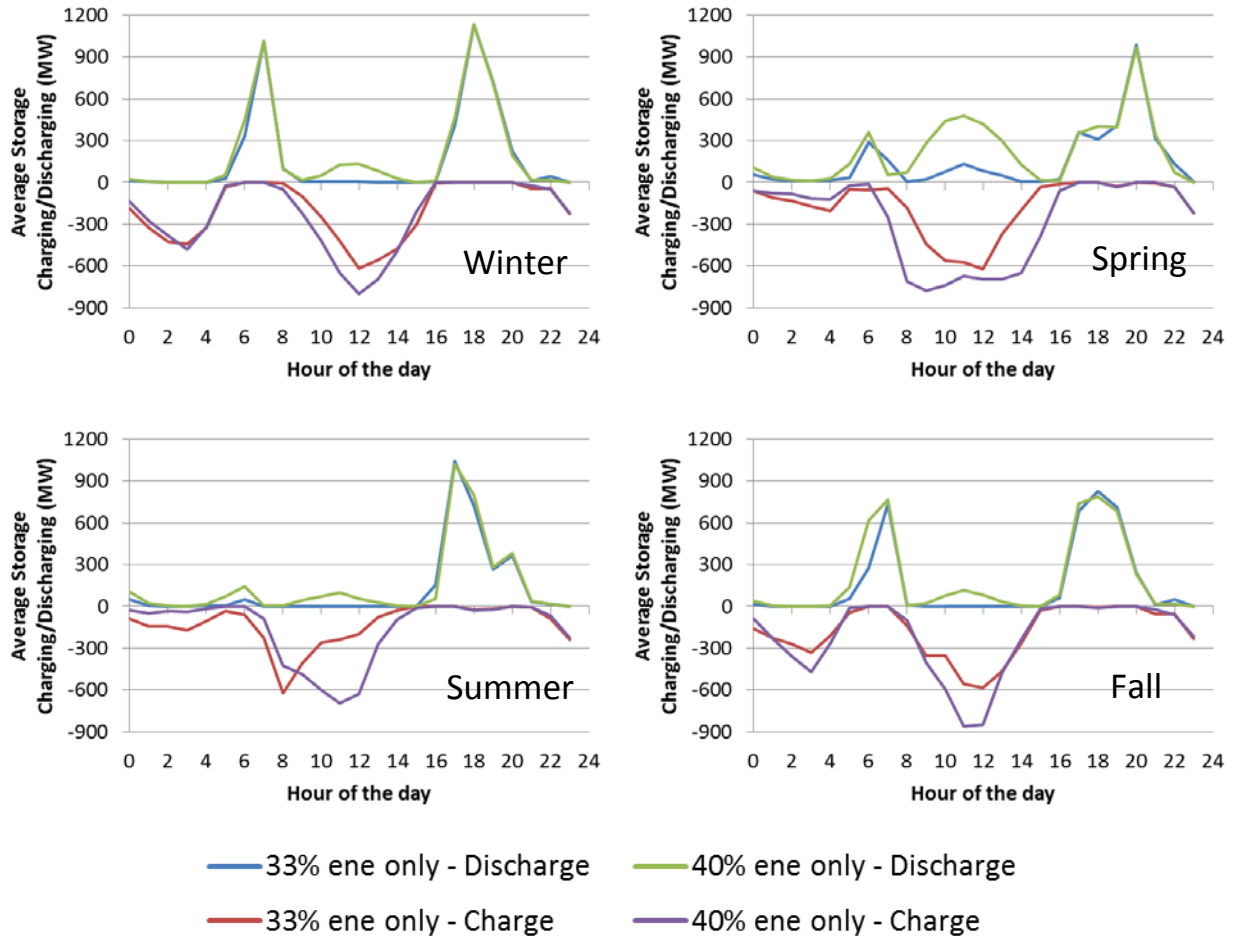 Average Storage
Charging/Discharging (MW)
1200
900
600
300
0
-300
-600
-900
Winter
0 2 4 6 8 10 12 14 16 18 20 22 24
Hour of the day
Average Storage
Charging/Discharging (MW)
1200
900
600
300
0
-300
-600
-900
Spring
0 2 4 6 8 10 12 14 16 18 20 22 24
Hour of the day
Average Storage
Charging/Discharging (MW)
1200
900
600
300
0
-300
-600
-900
Summer
0 2 4 6 8 10 12 14 16 18 20 22 24
Hour of the day
Average Storage
Charging/Discharging (MW)
1200
900
600
300
0
-300
-600
-900
Fall
0 2 4 6 8 10 12 14 16 18 20 22 24
Hour of the day
33% ene only - Discharge
40% ene only - Discharge
33% ene only - Charge
40% ene only - Charge